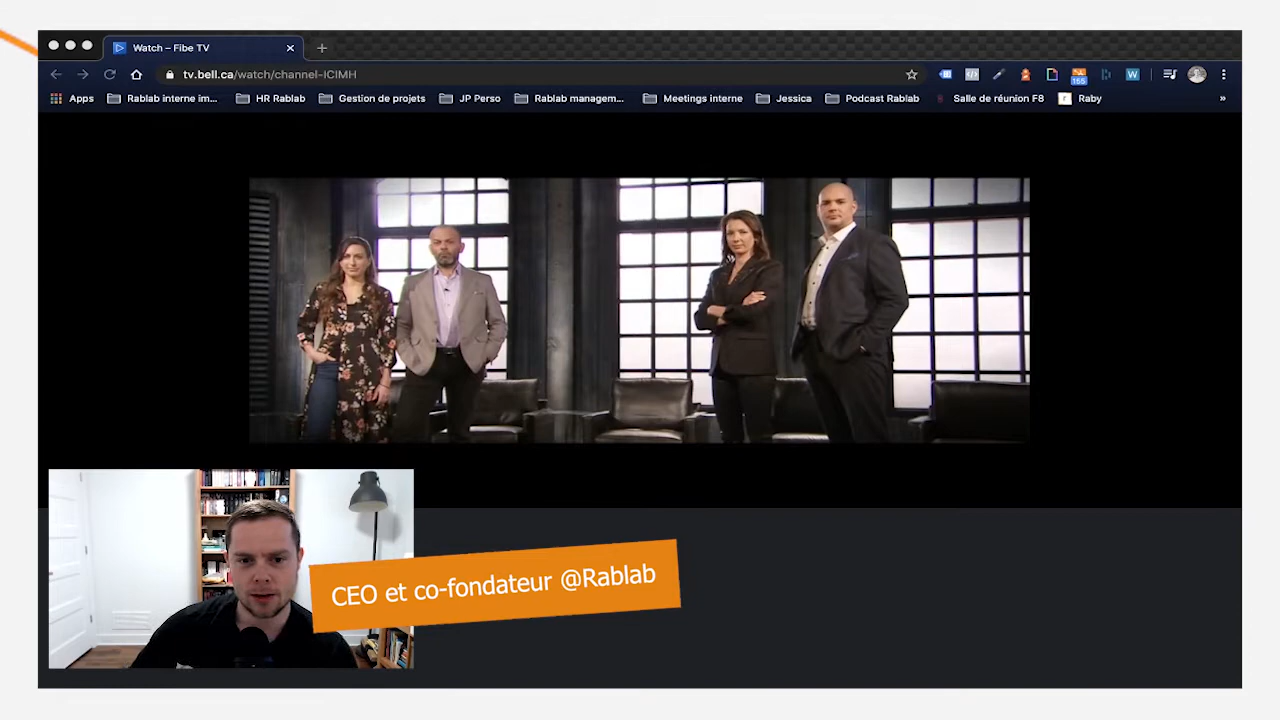 Watch – Fibe TV
tv.bell.ca/watch/channel-ICIMH
Apps Rablab interne im... HR Rablab Gestion de projets JP Perso Rablab managem... Meetings interne Jessica Podcast Rablab Salle de réunion F8 Raby »
155
W
CEO et co-fondateur @Rablab